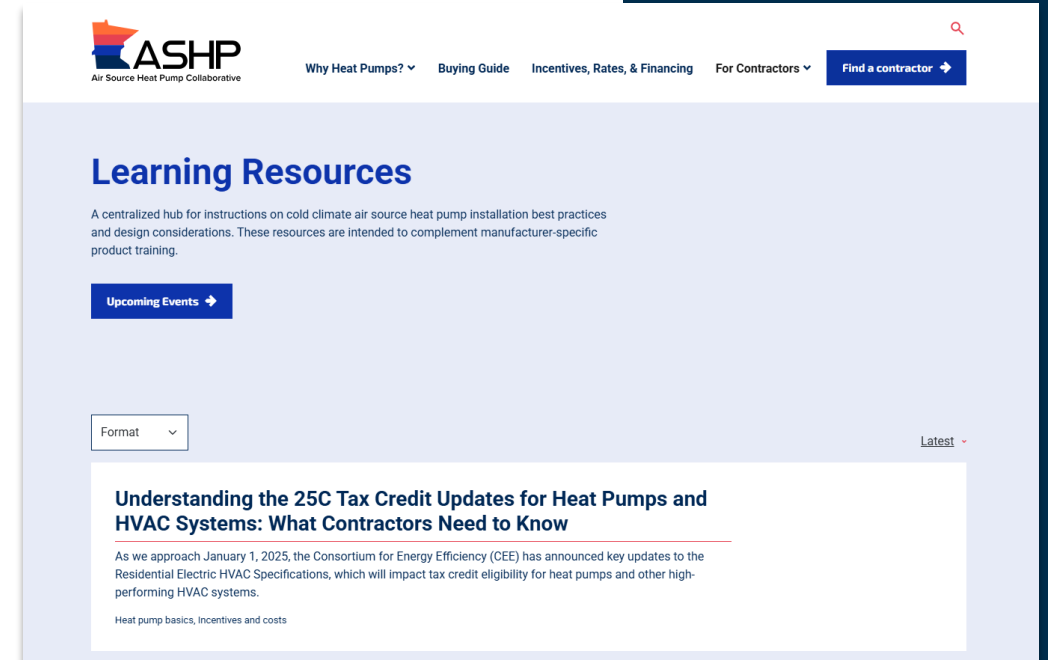 ASHP
Air Source Heat Pump Collaborative
Why Heat Pumps? Buying Guide Incentives, Rates, & Financing For Contractors Find a contractor
Learning Resources
A centralized hub for instructions on cold climate air source heat pump installation best practices
and design considerations. These resources are intended to complement manufacturer-specific
product training.
Upcoming Events
Format
Latest
Understanding the 25C Tax Credit Updates for Heat Pumps and
HVAC Systems: What Contractors Need to Know
As we approach January 1, 2025, the Consortium for Energy Efficiency (CEE) has announced key updates to the
Residential Electric HVAC Specifications, which will impact tax credit eligibility for heat pumps and other high-
performing HVAC systems.
Heat pump basics, Incentives and costs